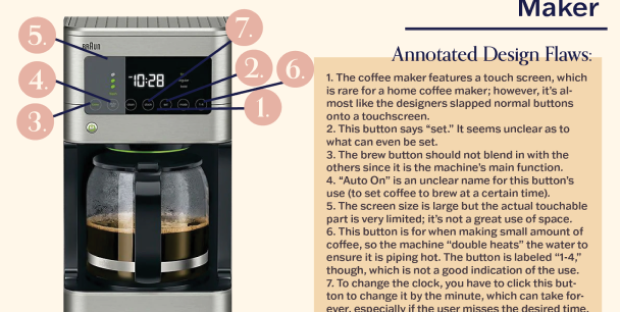 Maker
Annotated Design Flaws:
1. The coffee maker features a touch screen, which
is rare for a home coffee maker; however, it's al-
most like the designers slapped normal buttons
onto a touchscreen.
2. This button says “set.” It seems unclear as to
what can even be set.
3. The brew button should not blend in with the
others since it is the machine's main function.
4. “Auto On” is an unclear name for this button's
use (to set coffee to brew at a certain time).
5. The screen size is large but the actual touchable
part is very limited; it's not a great use of space.
6. This button is for when making small amount of
coffee, so the machine “double heats” the water to
ensure it is piping hot. The button is labeled “1-4,”
though, which is not a good indication of the use.
7. To change the clock, you have to click this but-
ton to change it by the minute, which can take for-
ever, especially if the user misses the desired time.
7.
5.
BRAUN
10:28
4.
2.
6.
3.
1.